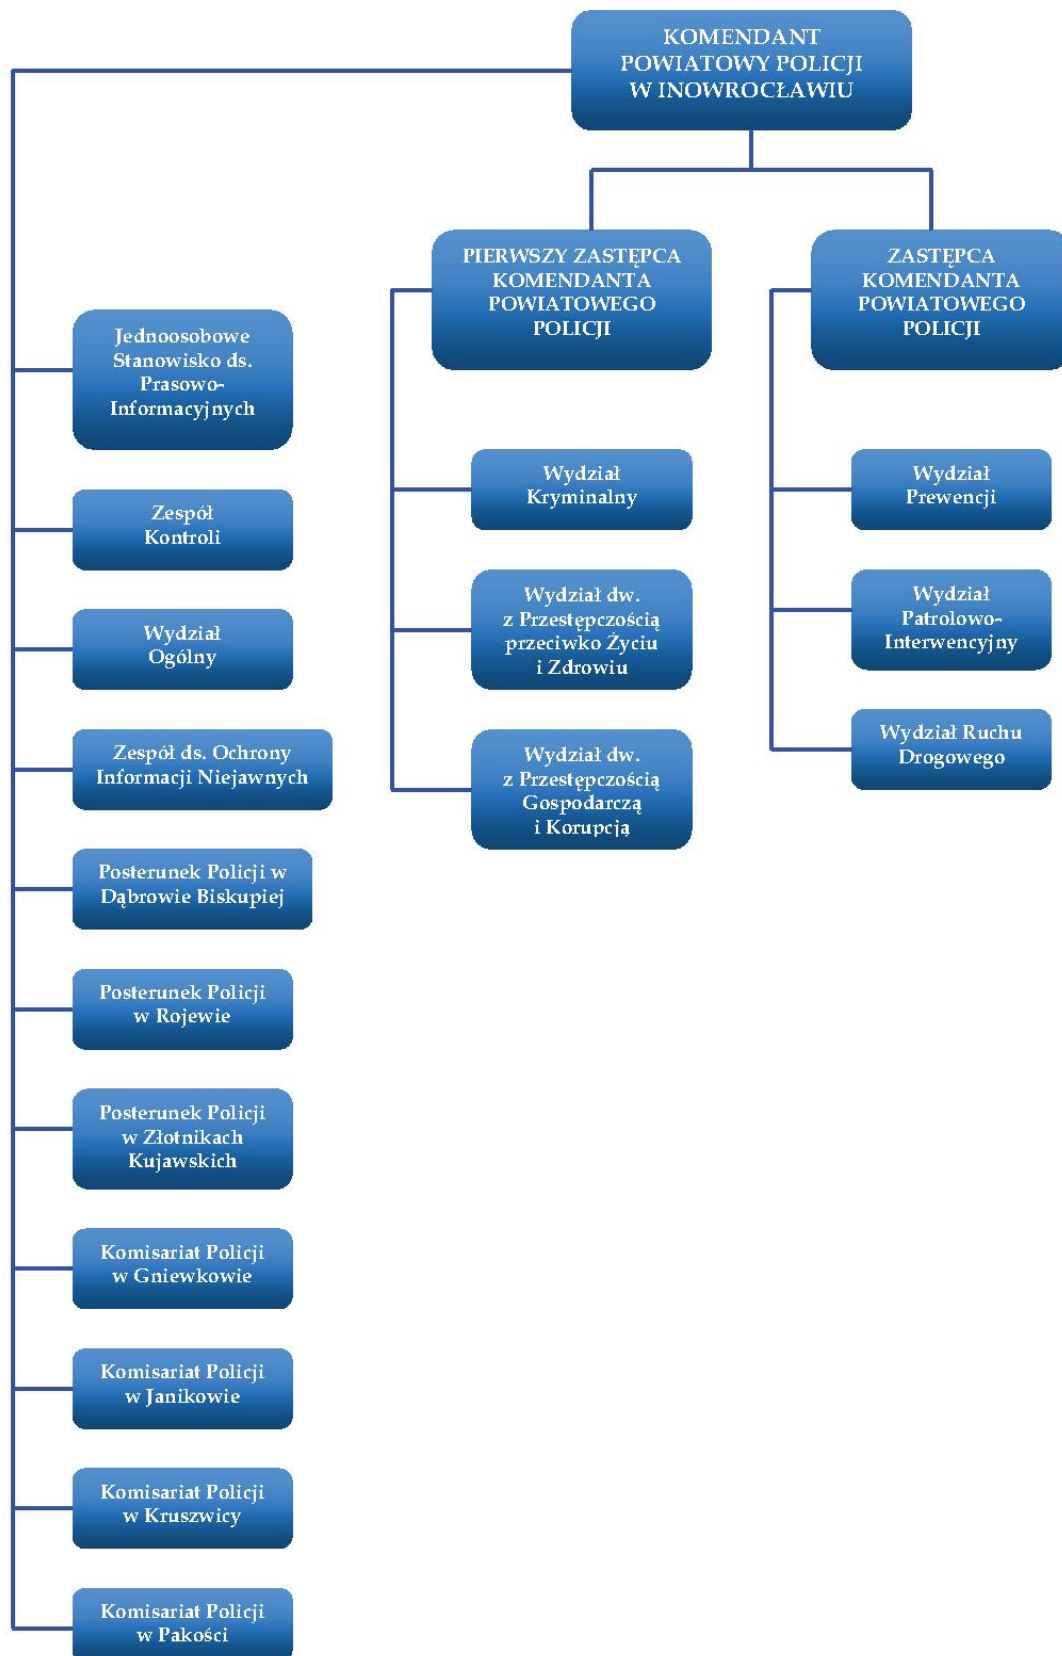 KOMENDANT
POWIATOWY POLICJI
W INOWROCŁAWIU
PIERWSZY ZASTĘPCA
KOMENDANTA
POWIATOWEGO
POLICJI
ZASTĘPCA
KOMENDANTA
POWIATOWEGO
POLICJI
Jednoosobowe
Stanowisko ds.
Prasowo-
Informacyjnych
Zespół
Kontroli
Wydział
Ogólny
Zespół ds. Ochrony
Informacji Niejawnych
Posterunek Policji w
Dąbrowie Biskupiej
Posterunek Policji
w Rojewie
Posterunek Policji
w Złotnikach
Kujawskich
Komisariat Policji
w Gniewkowie
Komisariat Policji
w Janikowie
Komisariat Policji
w Kruszwicy
Komisariat Policji
w Pakości
Wydział
Kryminalny
Wydział dw.
z Przestępczością
przeciwko Życiu
i Zdrowiu
Wydział dw.
z Przestępczością
Gospodarczą
i Korupcją
Wydział
Prewencji
Wydział
Patrolowo-
Interwencyjny
Wydział Ruchu
Drogowego